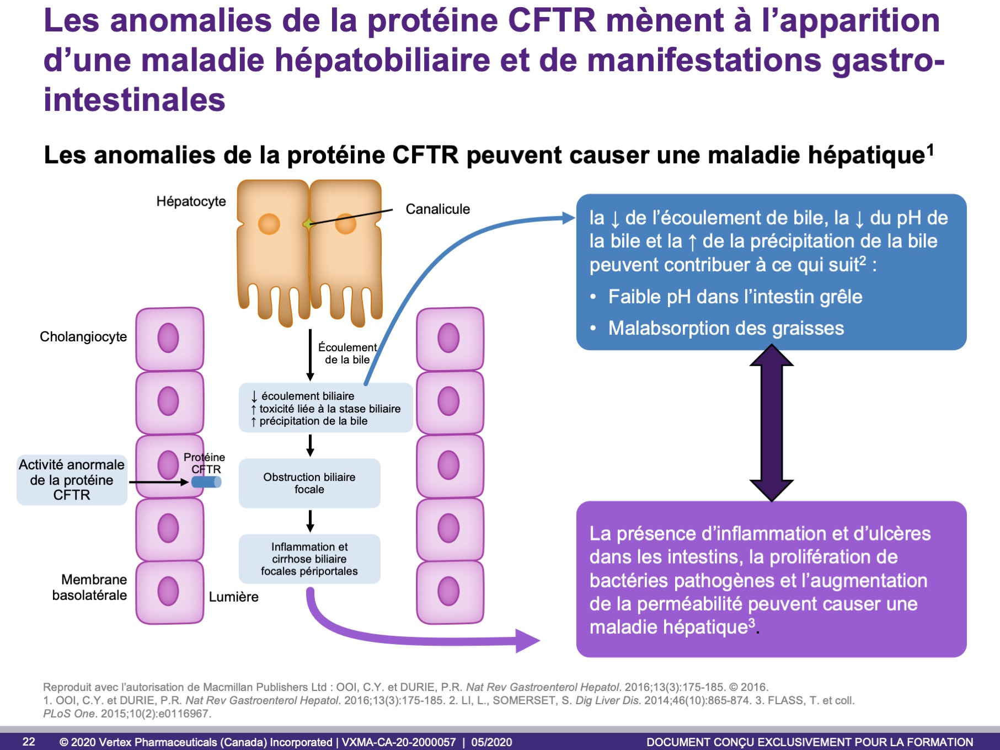 Les anomalies de la protéine CFTR mènent à l’apparition
d’une maladie hépatobiliaire et de manifestations gastro-
intestinales
Les anomalies de la protéine CFTR peuvent causer une maladie hépatique¹
Hépatocyte
Canalicule
Cholangiocyte
Écoulement
de la bile
↓ écoulement biliaire
↑ toxicité liée à la stase biliaire
↑ précipitation de la bile
Activité anormale
de la protéine
CFTR
Protéine
CFTR
Obstruction biliaire
focale
Inflammation et
cirrhose biliaire
focales périportales
Membrane
basolatérale
Lumière
la ↓ de l’écoulement de bile, la ↓ du pH de
la bile et la ↑ de la précipitation de la bile
peuvent contribuer à ce qui suit² :
• Faible pH dans l’intestin grêle
• Malabsorption des graisses
La présence d’inflammation et d’ulcères
dans les intestins, la prolifération de
bactéries pathogènes et l’augmentation
de la perméabilité peuvent causer une
maladie hépatique³.
Reproduit avec l’autorisation de Macmillan Publishers Ltd : OOI, C.Y. et DURIE, P.R. Nat Rev Gastroenterol Hepatol. 2016;13(3):175-185. © 2016.
1. OOI, C.Y. et DURIE, P.R. Nat Rev Gastroenterol Hepatol. 2016;13(3):175-185. 2. LI, L., SOMERSET, S. Dig Liver Dis. 2014;46(10):865-874. 3. FLASS, T. et coll.
PLoS One. 2015;10(2):e0116967.
22 © 2020 Vertex Pharmaceuticals (Canada) Incorporated | VXMA-CA-20-2000057 | 05/2020 DOCUMENT CONÇU EXCLUSIVEMENT POUR LA FORMATION